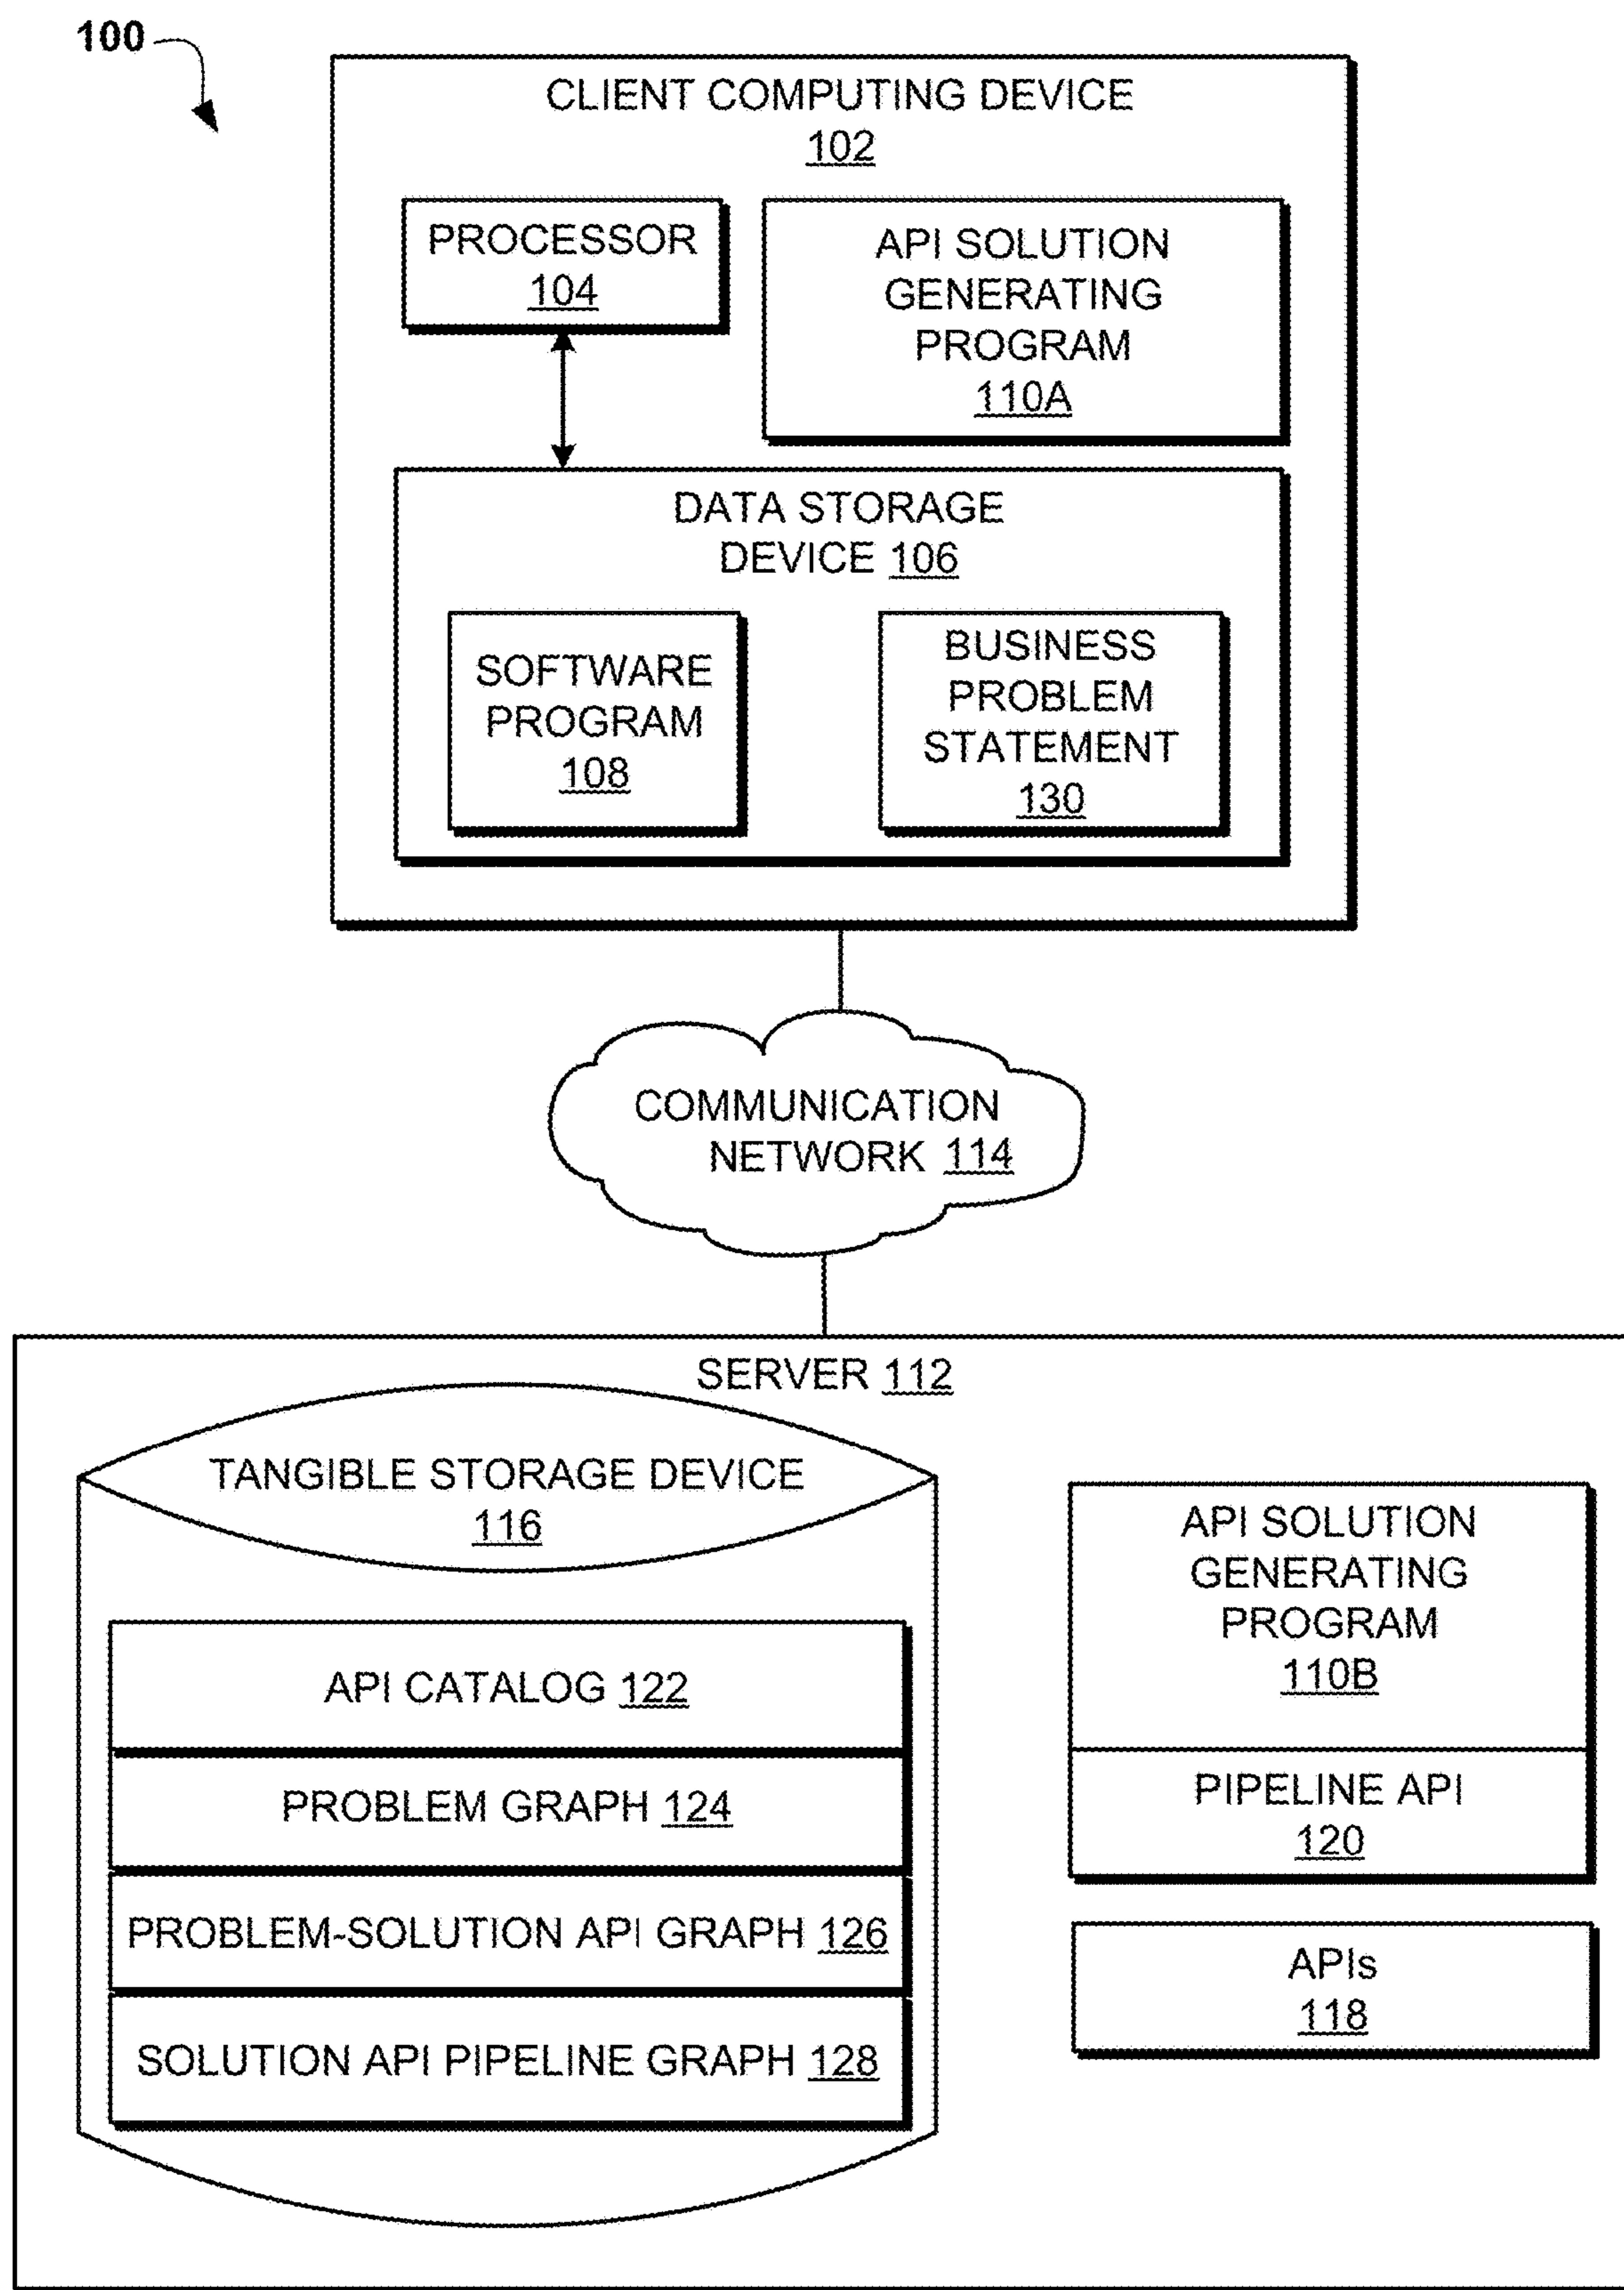 100
CLIENT COMPUTING DEVICE
102
PROCESSOR
104
API SOLUTION
GENERATING
PROGRAM
110A
DATA STORAGE
DEVICE 106
SOFTWARE
PROGRAM
108
BUSINESS
PROBLEM
STATEMENT
130
COMMUNICATION
NETWORK 114
SERVER 112
TANGIBLE STORAGE DEVICE
116
API CATALOG 122
PROBLEM GRAPH 124
PROBLEM-SOLUTION API GRAPH 126
SOLUTION API PIPELINE GRAPH 128
API SOLUTION
GENERATING
PROGRAM
110B
PIPELINE API
120
APIs
118